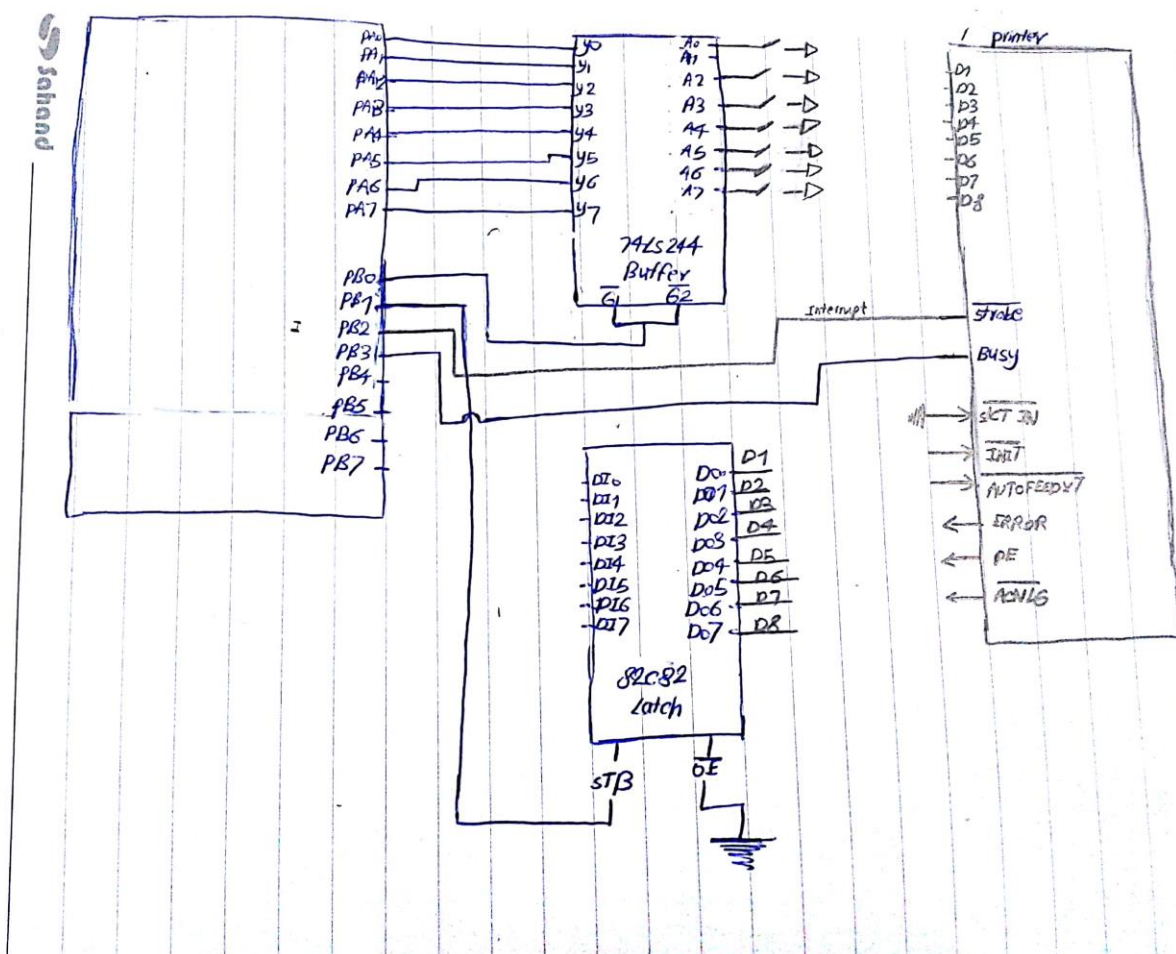 Sahand
PA0
PA1
PA2
PA3
PA4
PA5
PA6
PA7
PB0
PB1
PB2
PB3
PB4
PB5
PB6
PB7
y0
y1
y2
y3
y4
y5
y6
y7
A0
A1
A2
A3
A4
A5
A6
A7
74LS244
Buffer
G
G2
Interrupt
printer
D1
D2
D3
D4
D5
D6
D7
D8
Strobe
Busy
SLCT IN
INIT
AUTOFEEDXT
ERROR
PE
DI0
DI1
DI2
DI3
DI4
DI5
DI6
DI7
DO0
DO1
DO2
DO3
DO4
DO5
DO6
DO7
D1
D2
D3
D4
D5
D6
D7
D8
82C82
Latch
STB
OE